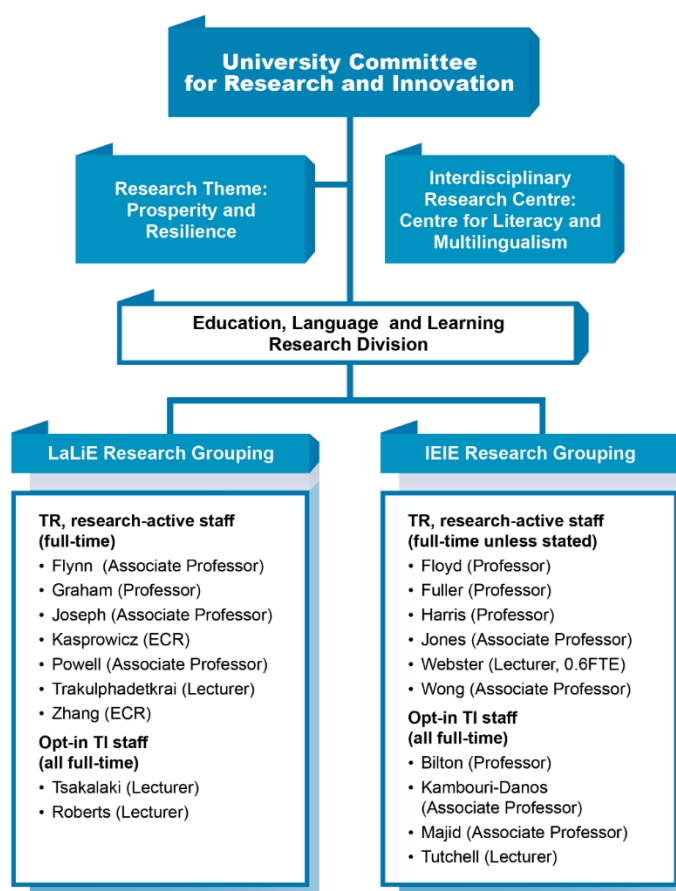 University Committee
for Research and Innovation
Research Theme:
Prosperity and
Resilience
Interdisciplinary
Research Centre:
Centre for Literacy and
Multilingualism
Education, Language and Learning
Research Division
LaLiE Research Grouping
TR, research-active staff
(full-time)
• Flynn (Associate Professor)
• Graham (Professor)
• Joseph (Associate Professor)
• Kasprowicz (ECR)
• Powell (Associate Professor)
• Trakulphadetkrai (Lecturer)
• Zhang (ECR)
Opt-in TI staff
(all full-time)
• Tsakalaki (Lecturer)
• Roberts (Lecturer)
IEIE Research Grouping
TR, research-active staff
(full-time unless stated)
• Floyd (Professor)
• Fuller (Professor)
• Harris (Professor)
• Jones (Associate Professor)
• Webster (Lecturer, 0.6FTE)
• Wong (Associate Professor)
Opt-in TI staff
(all full-time)
• Bilton (Professor)
• Kambouri-Danos
(Associate Professor)
• Majid (Associate Professor)
• Tutchell (Lecturer)